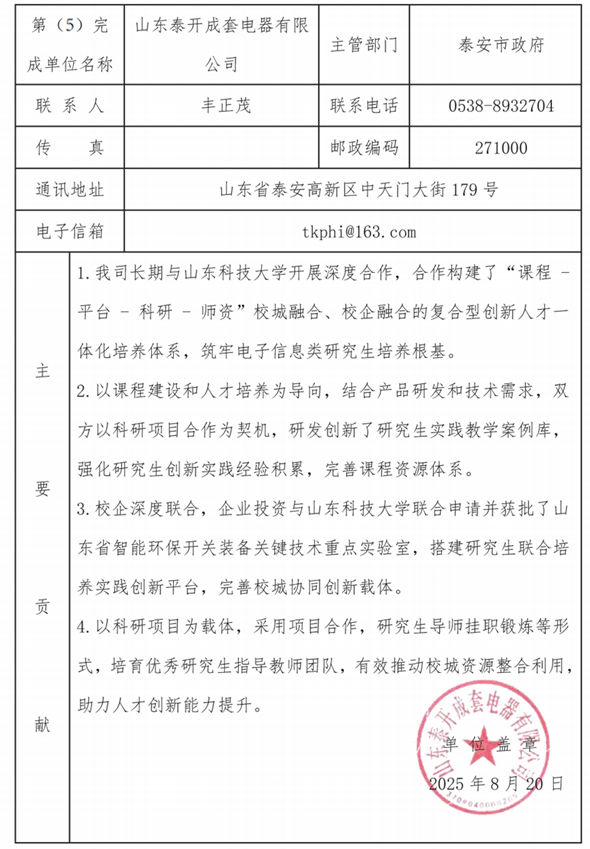 第（5）完 山东泰开成套电器有限 主管部门 泰安市政府
成单位名称 公司
联 系 人 丰正茂 联系电话 0538-8932704
传 真 邮政编码 271000
通讯地址 山东省泰安高新区中天门大街 179 号
电子信箱 tkphi@163.com
主要贡献
1.我司长期与山东科技大学开展深度合作，合作构建了“课程 -
平台 - 科研 - 师资”校城融合、校企融合的复合型创新人才一
体化培养体系，筑牢电子信息类研究生培养根基。
2.以课程建设和人才培养为导向，结合产品研发和技术需求，双
方以科研项目合作为契机，研发创新了研究生实践教学案例库，
强化研究生创新实践经验积累，完善课程资源体系。
3.校企深度联合，企业投资与山东科技大学联合申请并获批了山
东省智能环保开关装备关键技术重点实验室，搭建研究生联合培
养实践创新平台，完善校城协同创新载体。
4.以科研项目为载体，采用项目合作，研究生导师挂职锻炼等形
式，培育优秀研究生指导教师团队，有效推动校城资源整合利用，
助力人才创新能力提升。
山东泰开成套电器有限公司
单 位 盖 章
2025 年 8 月 20 日